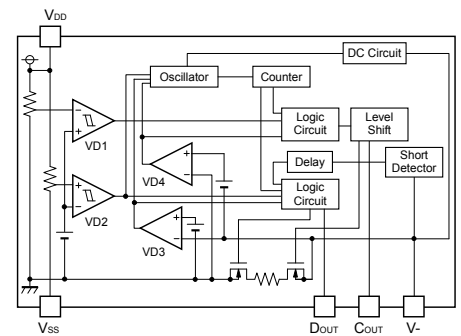 VDD
DC Circuit
Oscillator
Counter
Logic
Circuit
Level
Shift
VD1
VD4
Delay
Short
Detector
Logic
Circuit
VD2
VD3
VSS
DOUT
COUT
V-